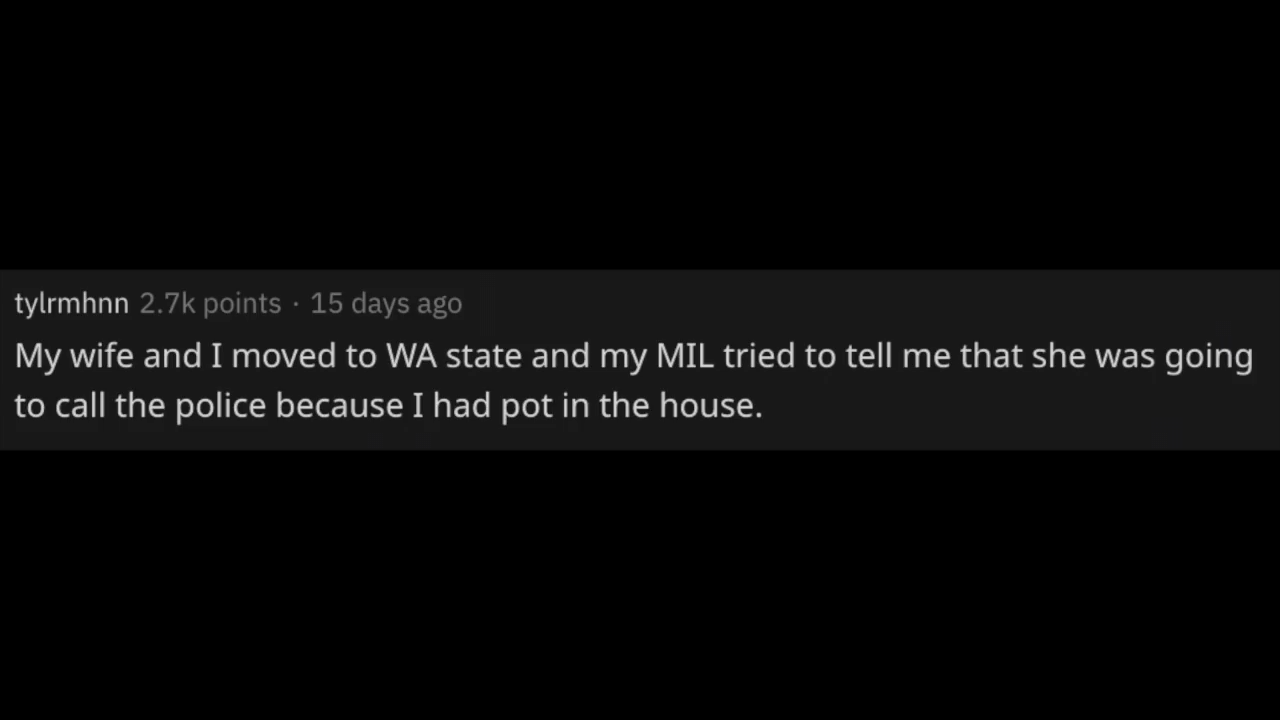 tylrmhnn 2.7k points · 15 days ago
My wife and I moved to WA state and my MIL tried to tell me that she was going
to call the police because I had pot in the house.